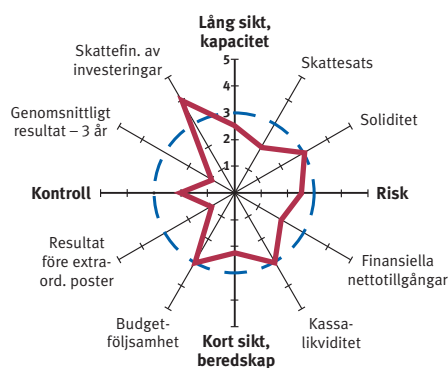 Lång sikt,
kapacitet
Skattefin. av
investeringar
Skattesats
Genomsnittligt
resultat – 3 år
Soliditet
5
4
3
2
1
0
Kontroll
Risk
Resultat
före extra-
ord. poster
Finansiella
nettotillgångar
Budget-
följsamhet
Kassa-
likviditet
Kort sikt,
beredskap